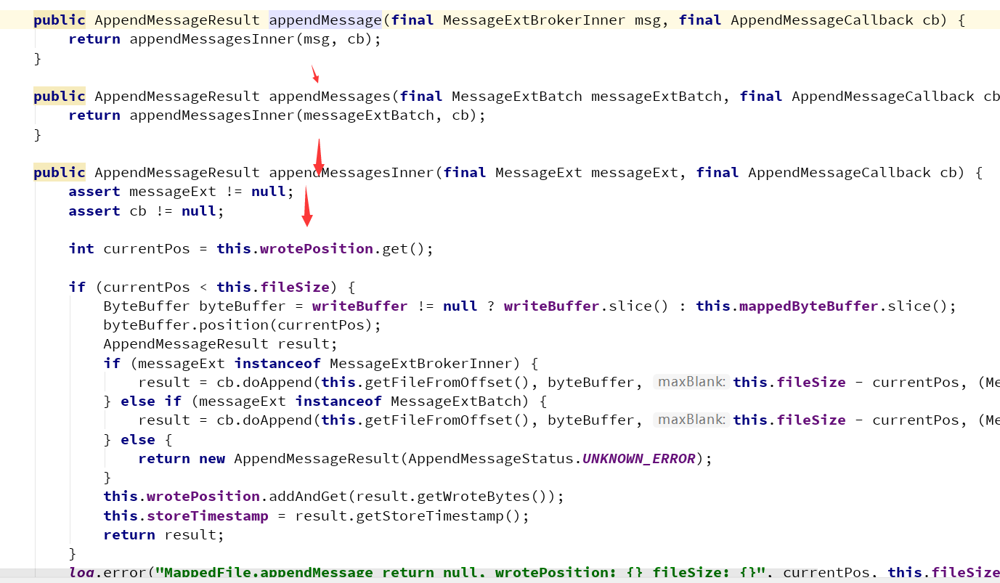 public AppendMessageResult appendMessage(final MessageExtBrokerInner msg, final AppendMessageCallback cb) {
return appendMessagesInner(msg, cb);
}
public AppendMessageResult appendMessages(final MessageExtBatch messageExtBatch, final AppendMessageCallback cb
return appendMessagesInner(messageExtBatch, cb);
}
public AppendMessageResult appendMessagesInner(final MessageExt messageExt, final AppendMessageCallback cb) {
assert messageExt != null;
assert cb != null;
int currentPos = this.wrotePosition.get();
if (currentPos < this.fileSize) {
ByteBuffer byteBuffer = writeBuffer != null ? writeBuffer.slice() : this.mappedByteBuffer.slice();
byteBuffer.position(currentPos);
AppendMessageResult result;
if (messageExt instanceof MessageExtBrokerInner) {
result = cb.doAppend(this.getFileFromOffset(), byteBuffer, maxBlank: this.fileSize - currentPos, (Me
} else if (messageExt instanceof MessageExtBatch) {
result = cb.doAppend(this.getFileFromOffset(), byteBuffer, maxBlank: this.fileSize - currentPos, (Me
} else {
return new AppendMessageResult(AppendMessageStatus.UNKNOWN_ERROR);
}
this.wrotePosition.addAndGet(result.getWroteBytes());
this.storeTimestamp = result.getStoreTimestamp();
return result;
}
log.error("MappedFile.appendMessage return null, wrotePosition: {} fileSize: {}", currentPos, this.fileSize